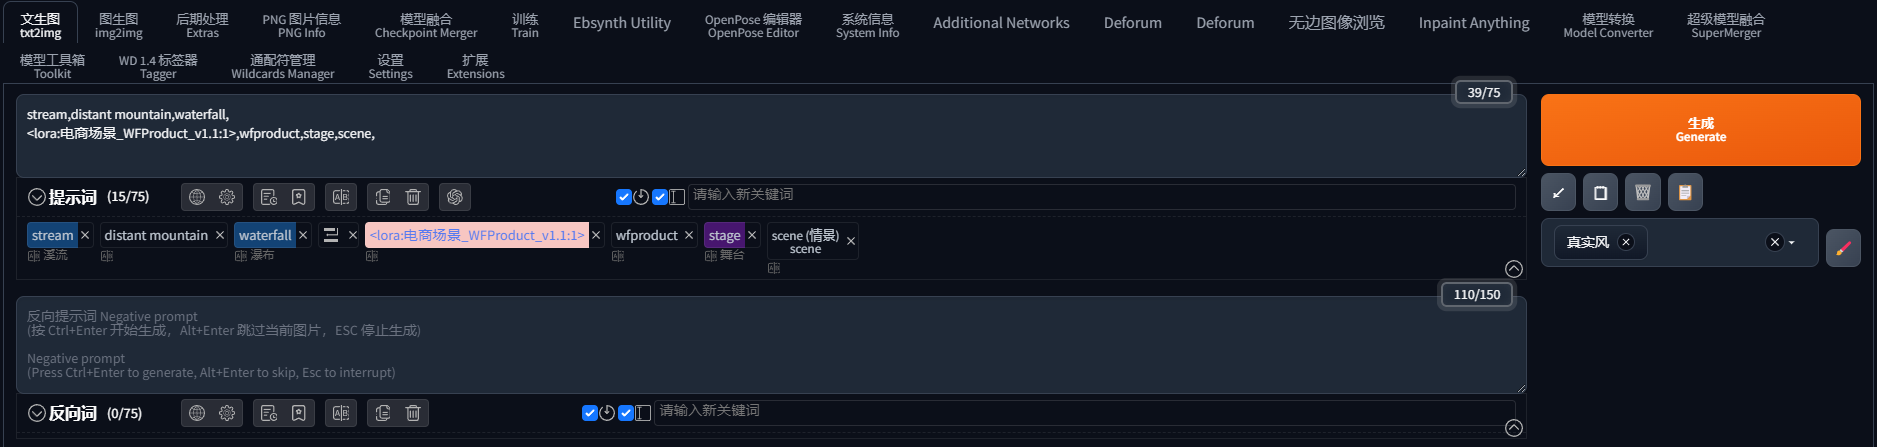 文生图 图生图 后期处理 PNG 图片信息 模型融合 训练 Ebsynth Utility OpenPose 编辑器 系统信息 Additional Networks Deforum Deforum 无边图像浏览 Inpaint Anything 模型转换 超级模型融合
txt2img img2img Extras PNG Info Checkpoint Merger Train OpenPose Editor System Info Model Converter SuperMerger
模型工具箱 WD 1.4 标签器 通配符管理 设置 扩展
Toolkit Tagger Wildcards Manager Settings Extensions
39/75
stream,distant mountain,waterfall,
<lora:电商场景_WFProduct_v1.1:1>,wfproduct,stage,scene,
生成
Generate
提示词 (15/75) 请输入新关键词
stream distant mountain waterfall <lora:电商场景_WFProduct_v1.1:1> wfproduct stage scene (情景)
scene
溪流 瀑布 舞台
真实风
110/150
反向提示词 Negative prompt
(按 Ctrl+Enter 开始生成，Alt+Enter 跳过当前图片，ESC 停止生成)
Negative prompt
(Press Ctrl+Enter to generate, Alt+Enter to skip, Esc to interrupt)
反向词 (0/75) 请输入新关键词